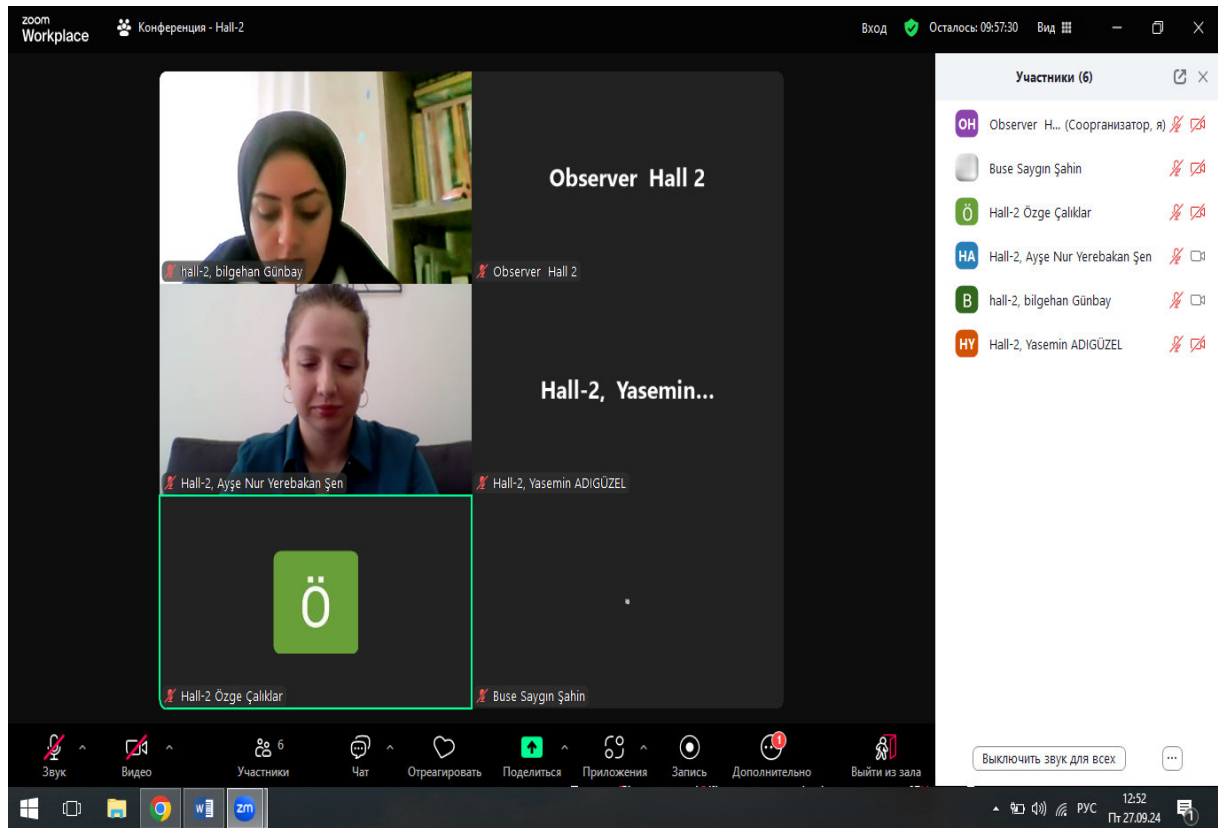 zoom
Workplace
Конференция - Hall-2
Вход
Осталось: 09:57:30
Вид
Observer Hall 2
hall-2, bilgehan Günbay
Observer Hall 2
Hall-2, Yasemin...
Hall-2, Ayşe Nur Yerebakan Şen
Hall-2, Yasemin ADIGÜZEL
Ö
Hall-2 Özge Çalıklar
Buse Saygın Şahin
Участники (6)
OH Observer H... (Соорганизатор, я)
Buse Saygın Şahin
Ö Hall-2 Özge Çalıklar
HA Hall-2, Ayşe Nur Yerebakan Şen
B hall-2, bilgehan Günbay
HY Hall-2, Yasemin ADIGÜZEL
Выключить звук для всех
Звук
Видео
6
Участники
Чат
Отреагировать
Поделиться
Приложения
Запись
1
Дополнительно
Выйти из зала
W
zm
РУС
12:52
Пт 27.09.24
1